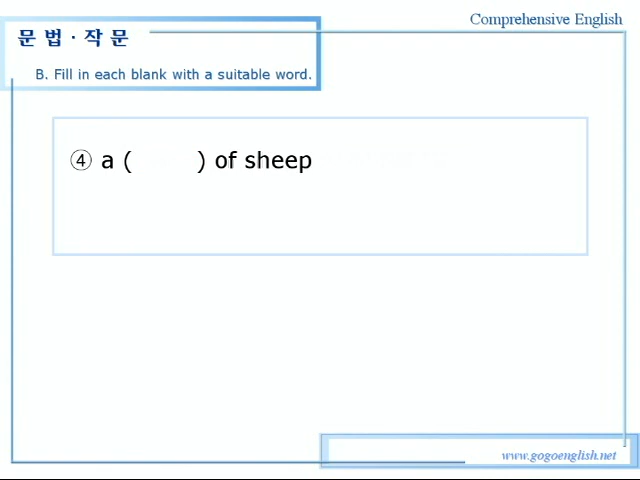 Comprehensive English
문 법 · 작 문
B. Fill in each blank with a suitable word.
④ a (        ) of sheep
www.gogoenglish.net